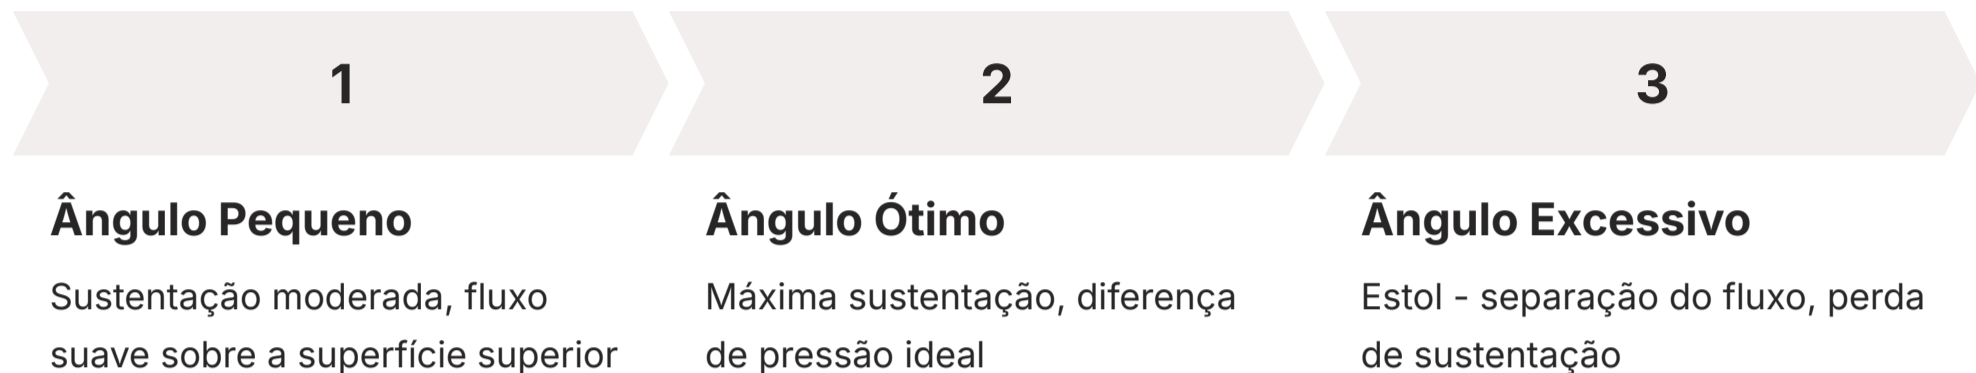 1
Ângulo Pequeno
Sustentação moderada, fluxo
suave sobre a superfície superior
2
Ângulo Ótimo
Máxima sustentação, diferença
de pressão ideal
3
Ângulo Excessivo
Estol - separação do fluxo, perda
de sustentação